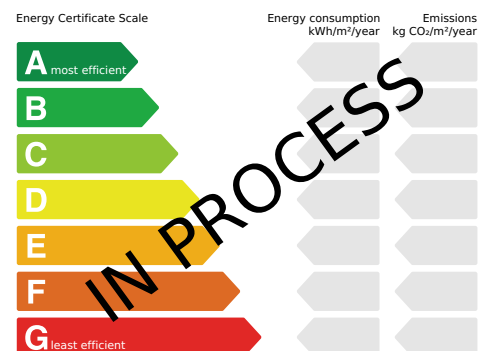 Energy Certificate Scale
Energy consumption
kWh/m²/year
Emissions
kg CO₂/m²/year
A most efficient
B
C
D
E
F
G least efficient
IN PROCESS